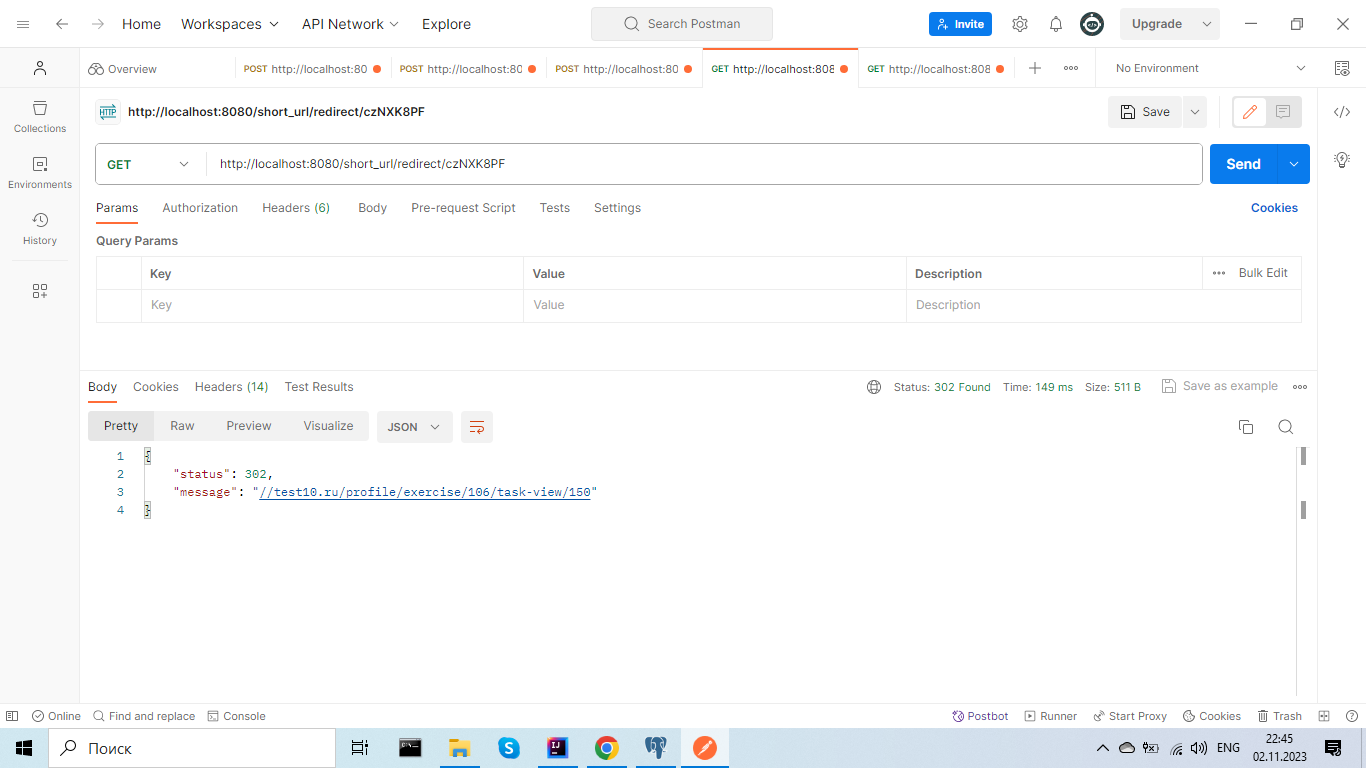 Home Workspaces API Network Explore Search Postman Invite Upgrade
Overview POST http://localhost:80 POST http://localhost:80 POST http://localhost:80 GET http://localhost:808 GET http://localhost:808 No Environment
HTTP http://localhost:8080/short_url/redirect/czNXK8PF Save
Collections
GET http://localhost:8080/short_url/redirect/czNXK8PF Send
Environments
Params Authorization Headers (6) Body Pre-request Script Tests Settings Cookies
History
Query Params
Key Value Description Bulk Edit
Key Value Description
Body Cookies Headers (14) Test Results Status: 302 Found Time: 149 ms Size: 511 B Save as example
Pretty Raw Preview Visualize JSON
1 {
2 "status": 302,
3 "message": "//test10.ru/profile/exercise/106/task-view/150"
4 }
Online Find and replace Console Postbot Runner Start Proxy Cookies Trash
Поиск ENG 22:45
02.11.2023